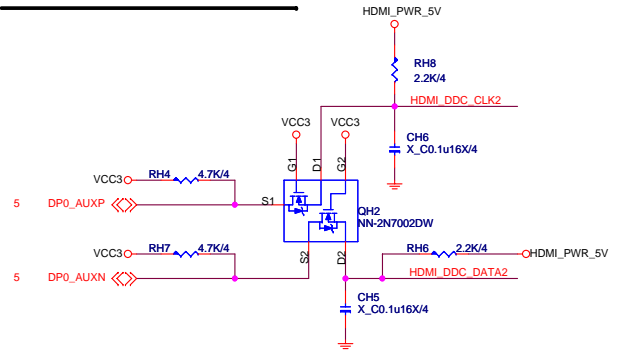 HDMI_PWR_5V
RH8
2.2K/4
HDMI_DDC_CLK2
VCC3
VCC3
CH6
X_C0.1u16X/4
G1
D1
G2
VCC3
RH4
4.7K/4
5
DP0_AUXP
S1
QH2
NN-2N7002DW
VCC3
RH7
4.7K/4
S2
D2
RH6
2.2K/4
HDMI_PWR_5V
5
DP0_AUXN
HDMI_DDC_DATA2
CH5
X_C0.1u16X/4